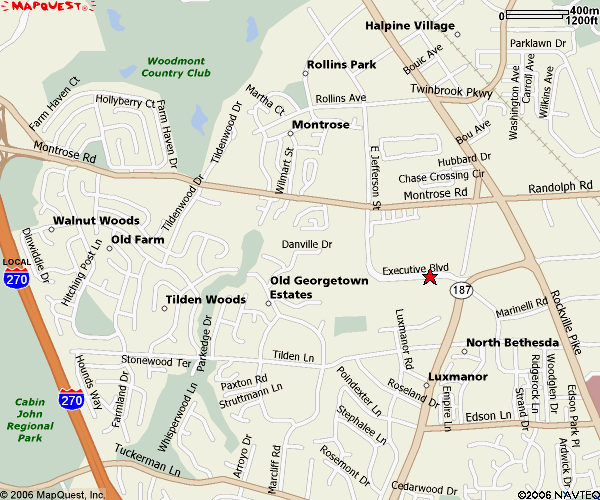 MAPQUEST
400m
1200ft
Halpine Village
Parklawn Dr
Bouic Ave
Woodmont
Country Club
Rollins Park
Twinbrook Pkwy
Washington Ave
Carroll Ave
Wilkins Ave
Farm Haven Ct
Hollyberry Ct
Farm Haven Dr
Tildenwood Dr
Martha Ct
Rollins Ave
Montrose
Bou Ave
Montrose Rd
Wilmart St
E Jefferson St
Hubbard Dr
Chase Crossing Cir
Montrose Rd
Randolph Rd
Tildenwood Dr
Walnut Woods
Old Farm
Dinwiddie Dr
Hitching Post Ln
Danville Dr
LOCAL
270
Executive Blvd
187
Old Georgetown
Estates
Tilden Woods
Marinelli Rd
Rockville Pike
Parkedge Dr
Luxmanor Rd
North Bethesda
Stonewood Ter
Tilden Ln
Hounds Way
Farmland Dr
Paxton Rd
Struttmann Ln
Poindexter Ln
Roseland Dr
Luxmanor
Woodglen Dr
Ridgerock Ln
Strand Dr
Edson Park Pl
270
Cabin
John
Regional
Park
Whisperwood Ln
Stephalee Ln
Empire Ln
Edson Ln
Ardwick Dr
Tuckerman Ln
Arroyo Dr
Marcliff Rd
Rosemont Dr
Cedarwood Dr
© 2006 MapQuest, Inc.
©2006 NAVTEC